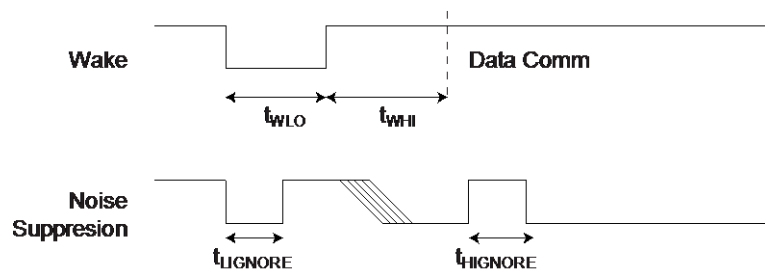 Wake
Data Comm
tWLO
tWHI
Noise
Suppresion
tLIGNORE
tHIGNORE